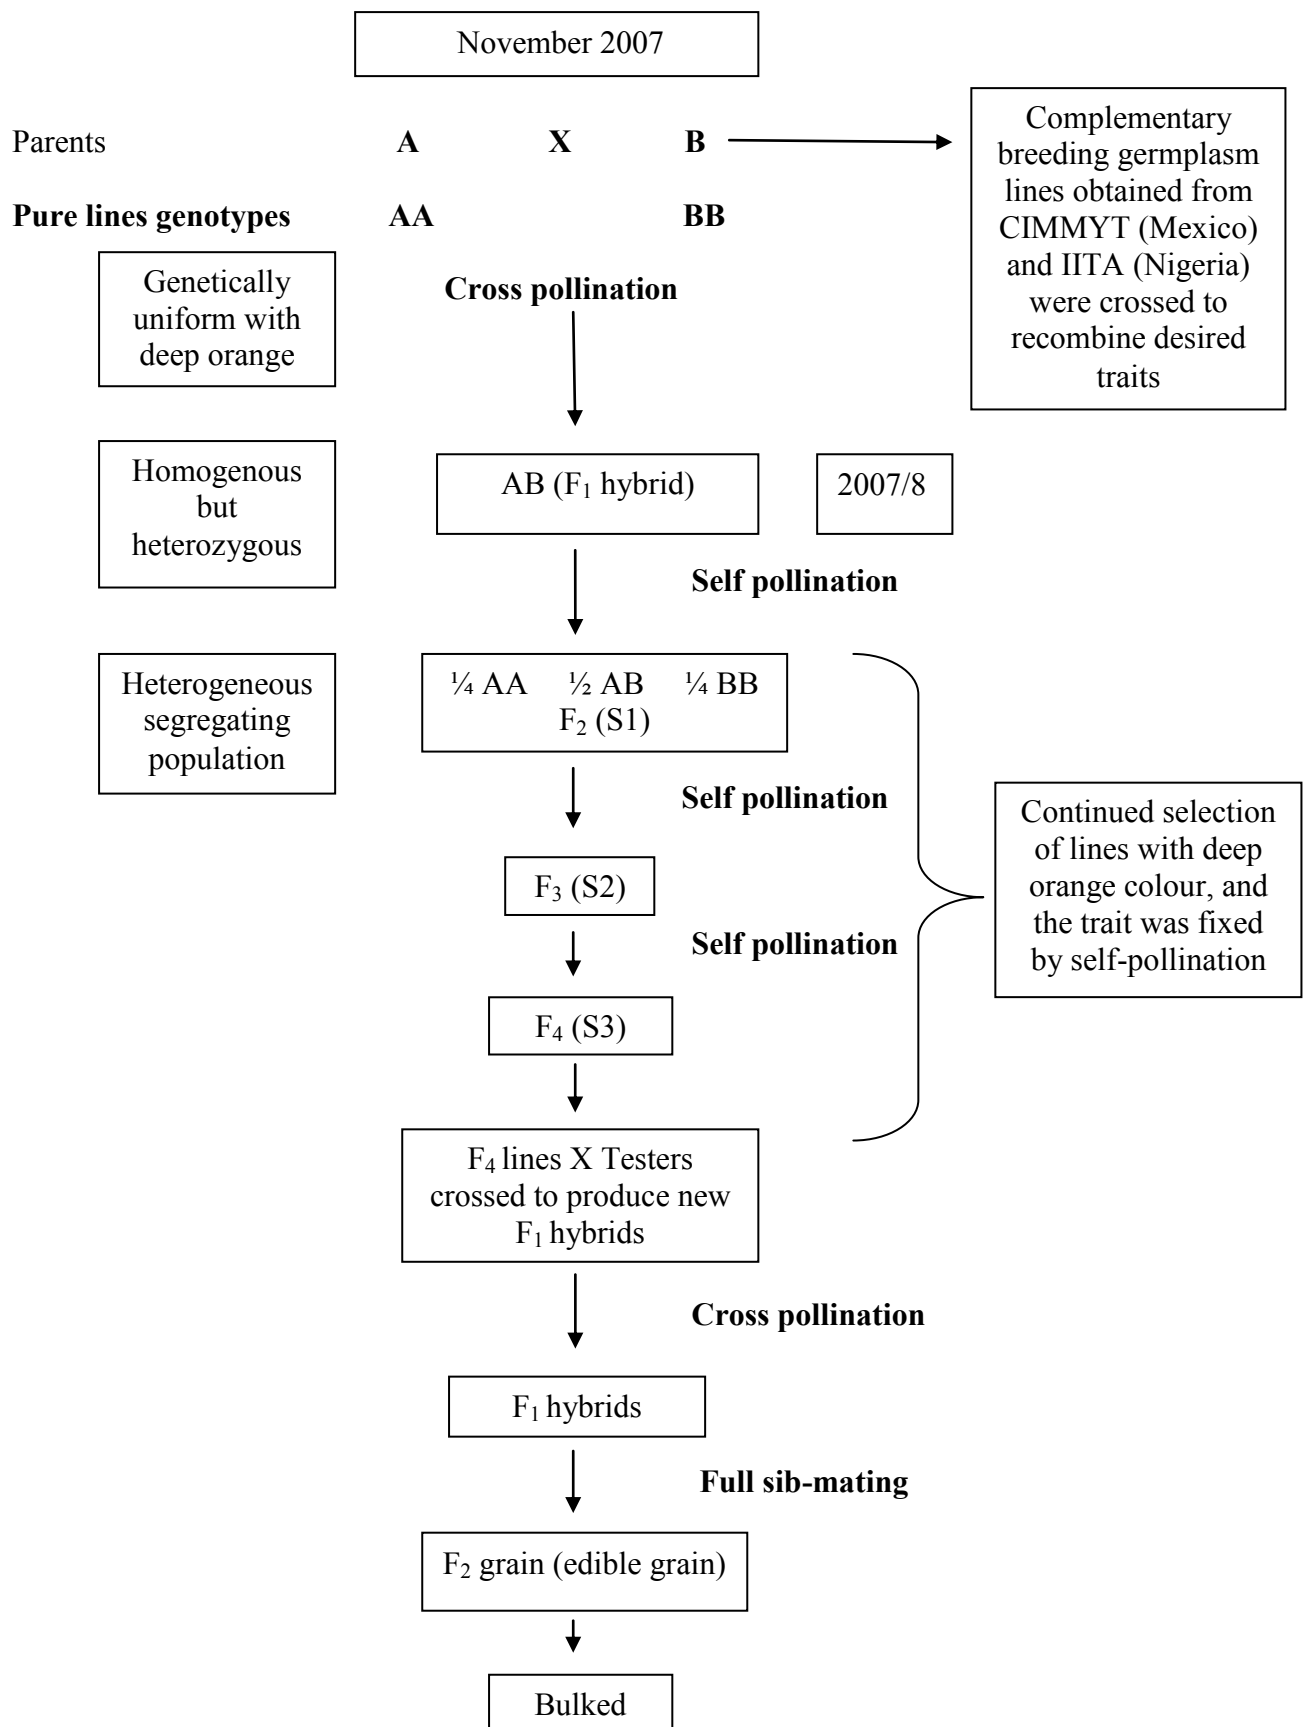 November 2007
Parents
A X B
Complementary
breeding germplasm
lines obtained from
CIMMYT (Mexico)
and IITA (Nigeria)
were crossed to
recombine desired
traits
Pure lines genotypes
AA BB
Genetically
uniform with
deep orange
Cross pollination
Homogenous
but
heterozygous
AB (F₁ hybrid)
2007/8
Self pollination
Heterogeneous
segregating
population
¼ AA ½ AB ¼ BB
F₂ (S1)
Self pollination
Continued selection
of lines with deep
orange colour, and
the trait was fixed
by self-pollination
F₃ (S2)
Self pollination
F₄ (S3)
F₄ lines X Testers
crossed to produce new
F₁ hybrids
Cross pollination
F₁ hybrids
Full sib-mating
F₂ grain (edible grain)
Bulked